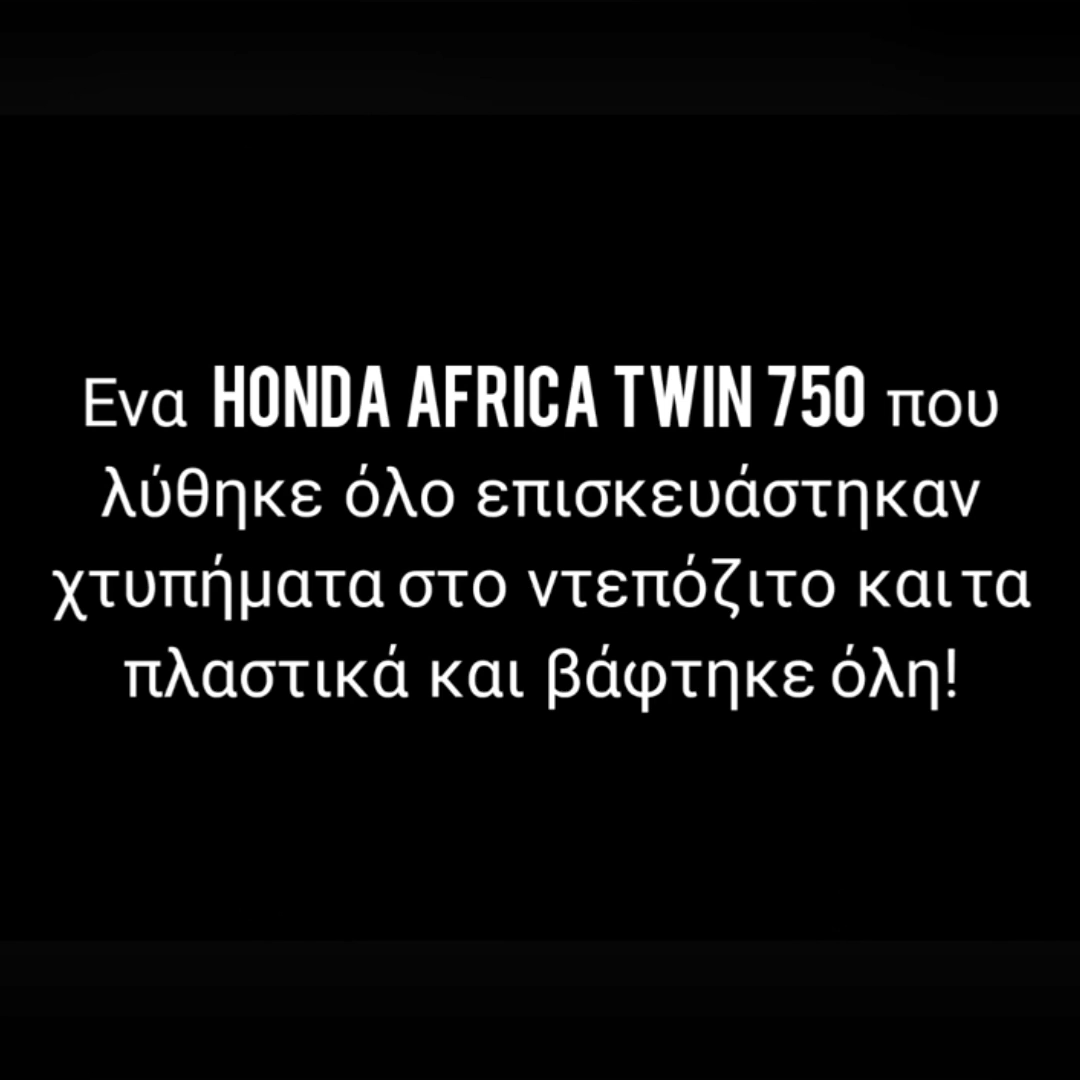 Ενα HONDA AFRICA TWIN 750 που
λύθηκε όλο επισκευάστηκαν
χτυπήματα στο ντεπόζιτο και τα
πλαστικά και βάφτηκε όλη!